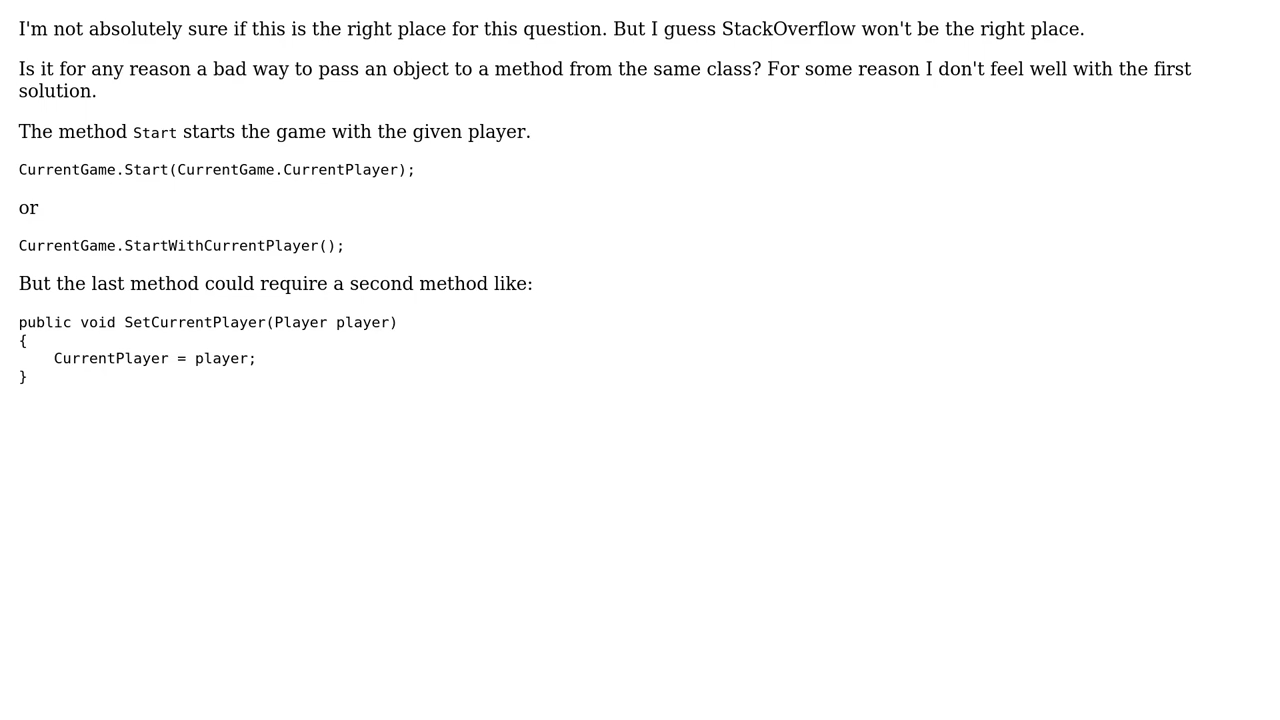 I'm not absolutely sure if this is the right place for this question. But I guess StackOverflow won't be the right place.
Is it for any reason a bad way to pass an object to a method from the same class? For some reason I don't feel well with the first
solution.
The method Start starts the game with the given player.
CurrentGame.Start(CurrentGame.CurrentPlayer);
or
CurrentGame.StartWithCurrentPlayer();
But the last method could require a second method like:
public void SetCurrentPlayer(Player player)
{
    CurrentPlayer = player;
}